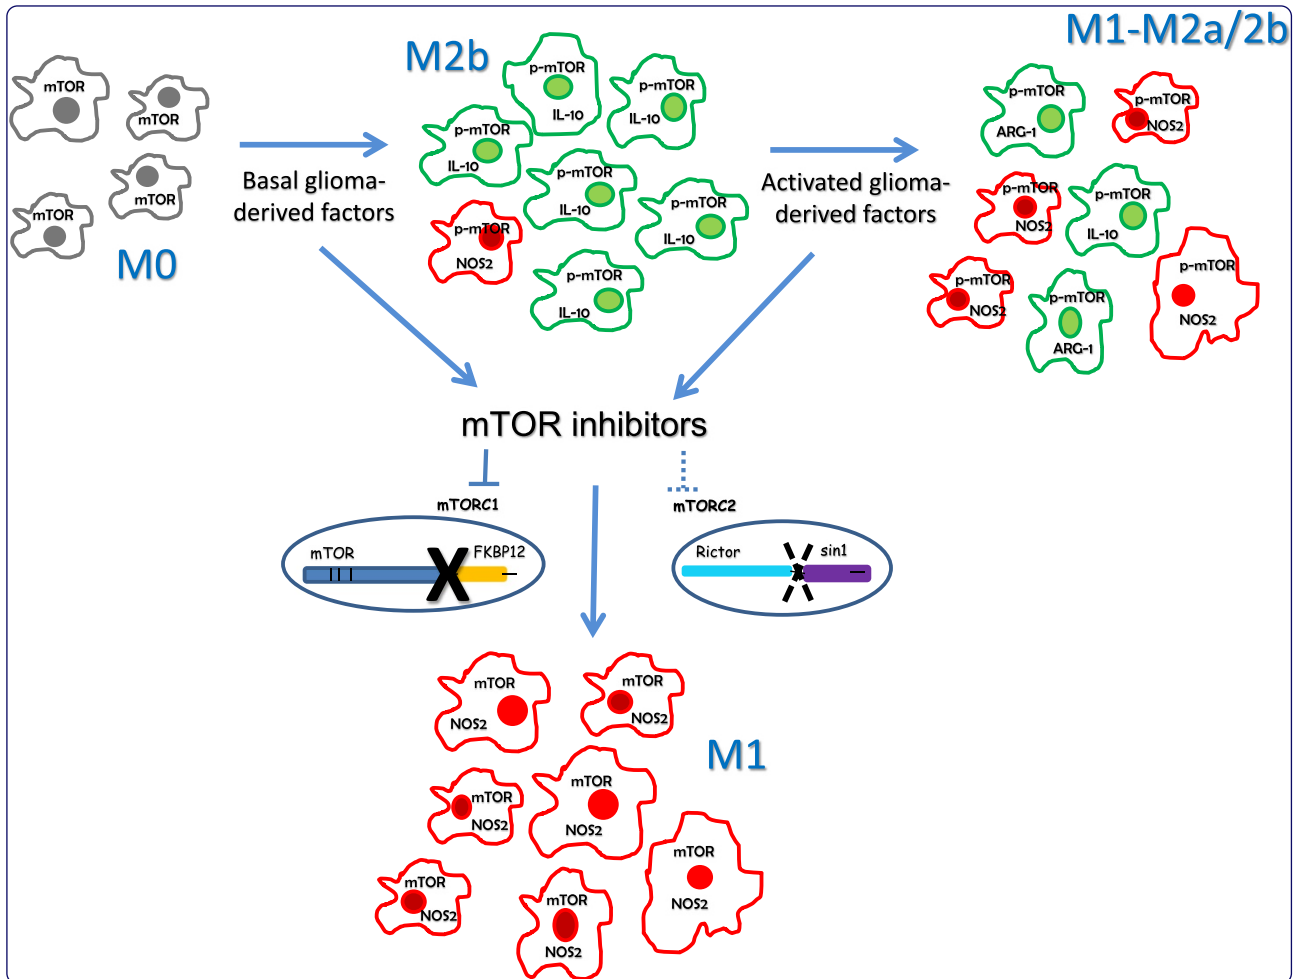 M0
mTOR
mTOR
mTOR
mTOR
Basal glioma-
derived factors
M2b
p-mTOR
IL-10
p-mTOR
IL-10
p-mTOR
IL-10
p-mTOR
IL-10
p-mTOR
IL-10
p-mTOR
NOS2
p-mTOR
IL-10
Activated glioma-
derived factors
M1-M2a/2b
p-mTOR
ARG-1
p-mTOR
NOS2
p-mTOR
NOS2
p-mTOR
IL-10
p-mTOR
NOS2
p-mTOR
NOS2
p-mTOR
ARG-1
mTOR inhibitors
mTORC1
mTOR
FKBP12
mTORC2
Rictor
sin1
M1
mTOR
NOS2
mTOR
NOS2
mTOR
NOS2
mTOR
NOS2
mTOR
NOS2
mTOR
NOS2
mTOR
NOS2